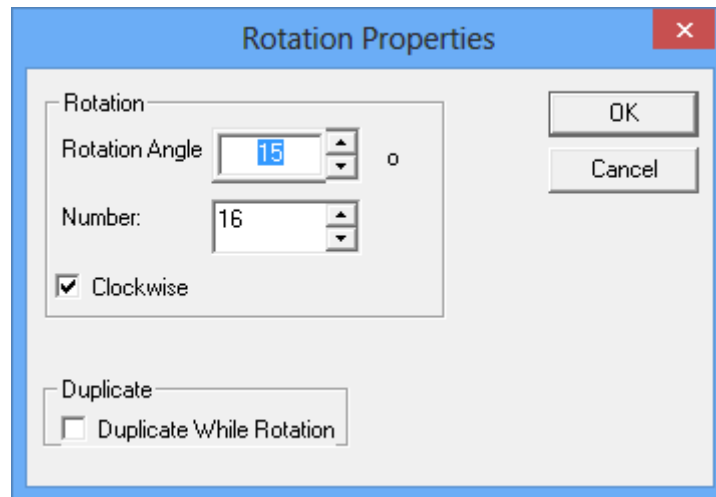 Rotation Properties
Rotation
Rotation Angle 15 o
Number: 16
Clockwise
OK
Cancel
Duplicate
Duplicate While Rotation